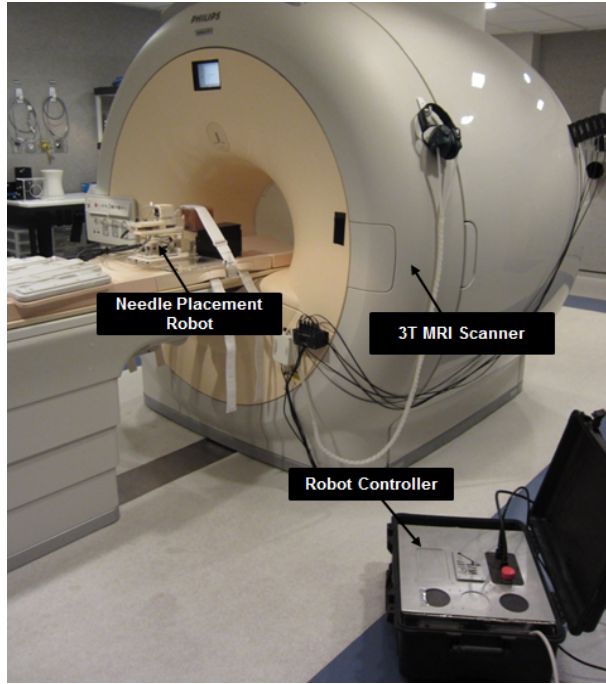 PHILIPS
Needle Placement
Robot
3T MRI Scanner
Robot Controller